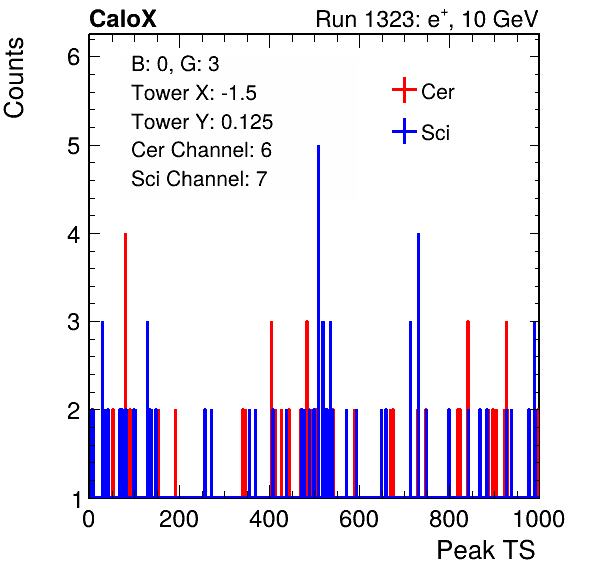 CaloX Run 1323: e⁺, 10 GeV
Counts
B: 0, G: 3
Tower X: -1.5
Tower Y: 0.125
Cer Channel: 6
Sci Channel: 7
Cer
Sci
6
5
4
3
2
1
0 200 400 600 800 1000
Peak TS